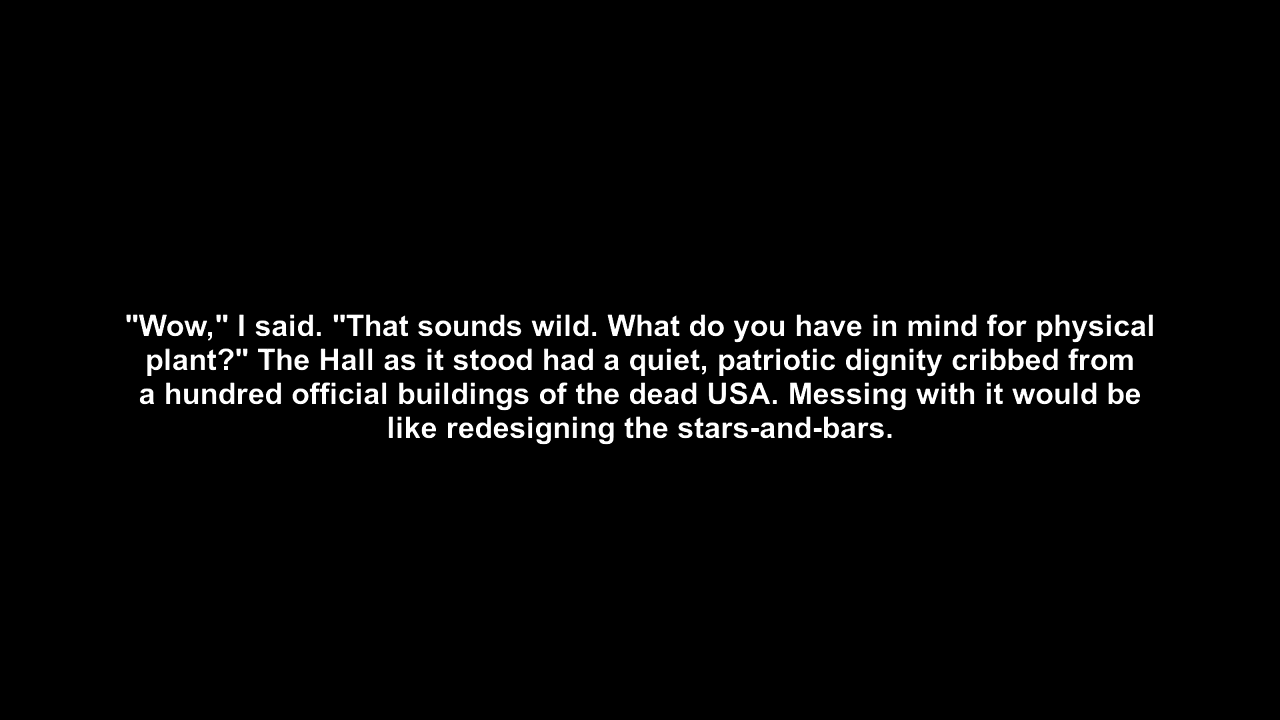 "Wow," I said. "That sounds wild. What do you have in mind for physical
plant?" The Hall as it stood had a quiet, patriotic dignity cribbed from
a hundred official buildings of the dead USA. Messing with it would be
like redesigning the stars-and-bars.